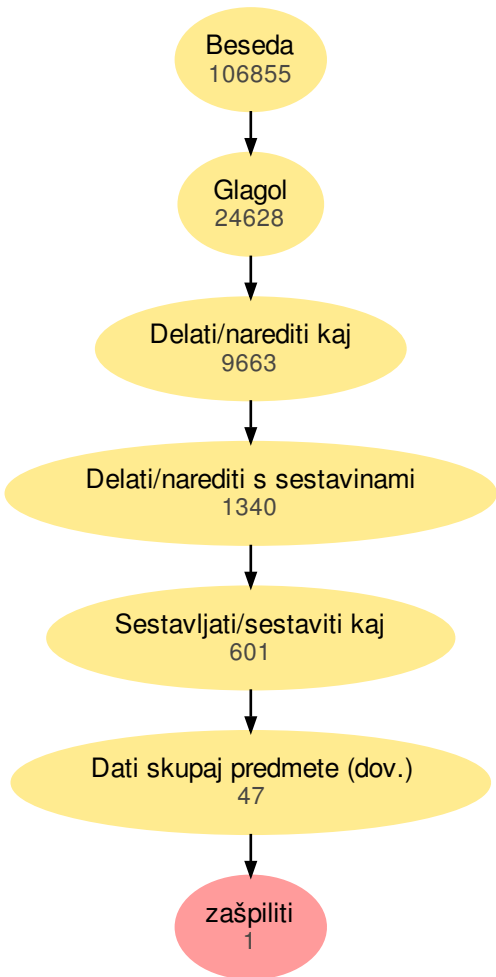 Beseda
106855
Glagol
24628
Delati/narediti kaj
9663
Delati/narediti s sestavinami
1340
Sestavljati/sestaviti kaj
601
Dati skupaj predmete (dov.)
47
zašpiliti
1